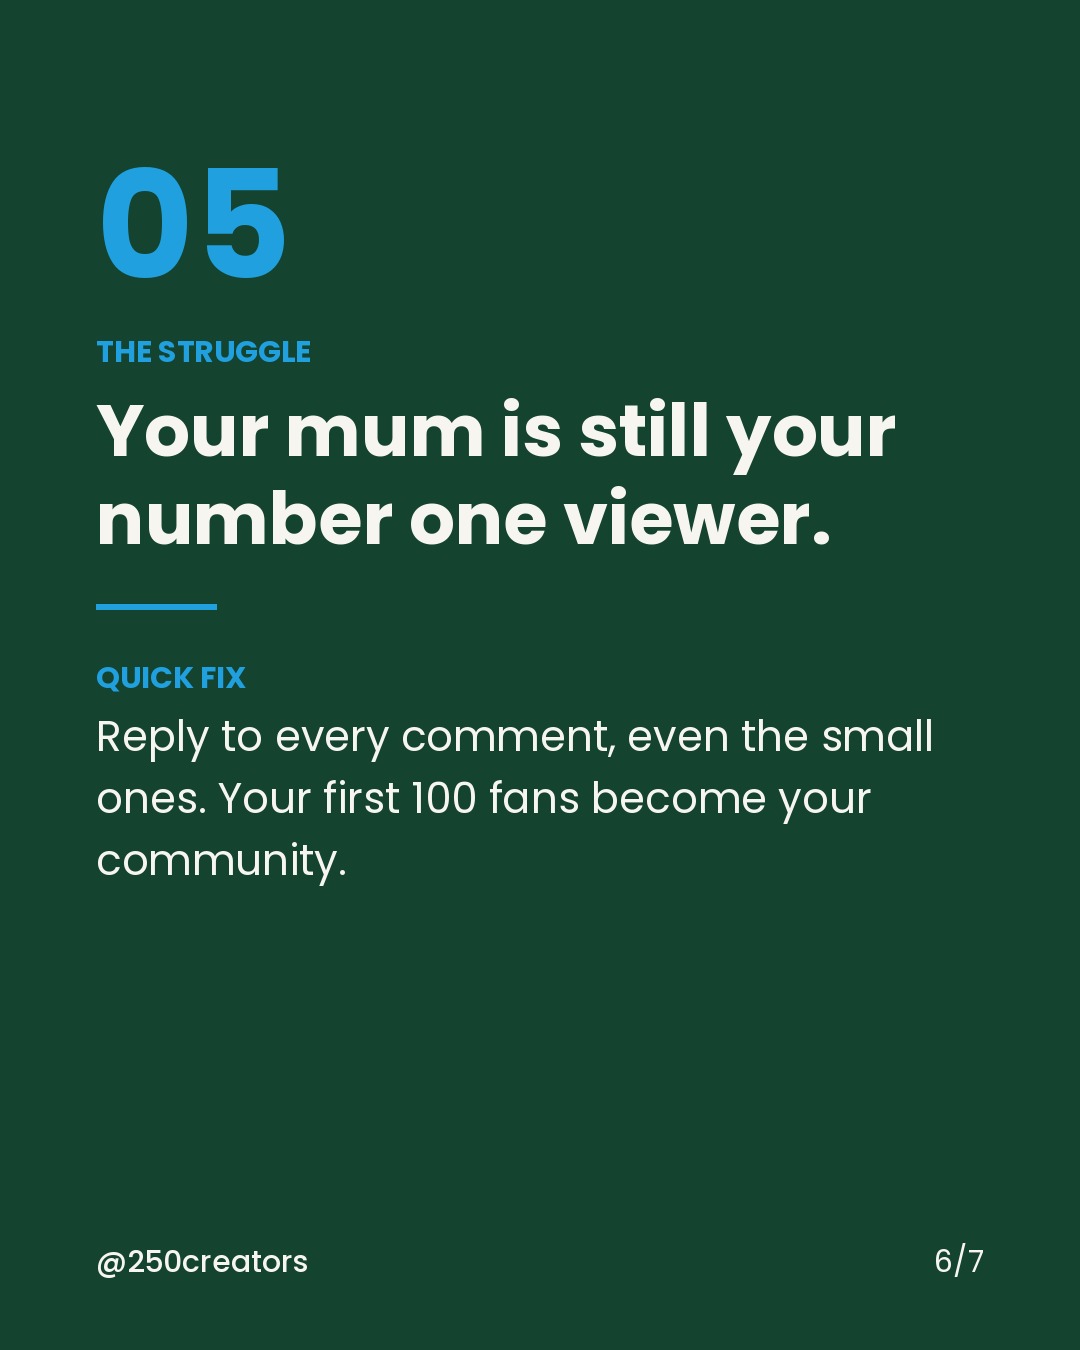 05
THE STRUGGLE
Your mum is still your
number one viewer.
QUICK FIX
Reply to every comment, even the small
ones. Your first 100 fans become your
community.
@250creators
6/7